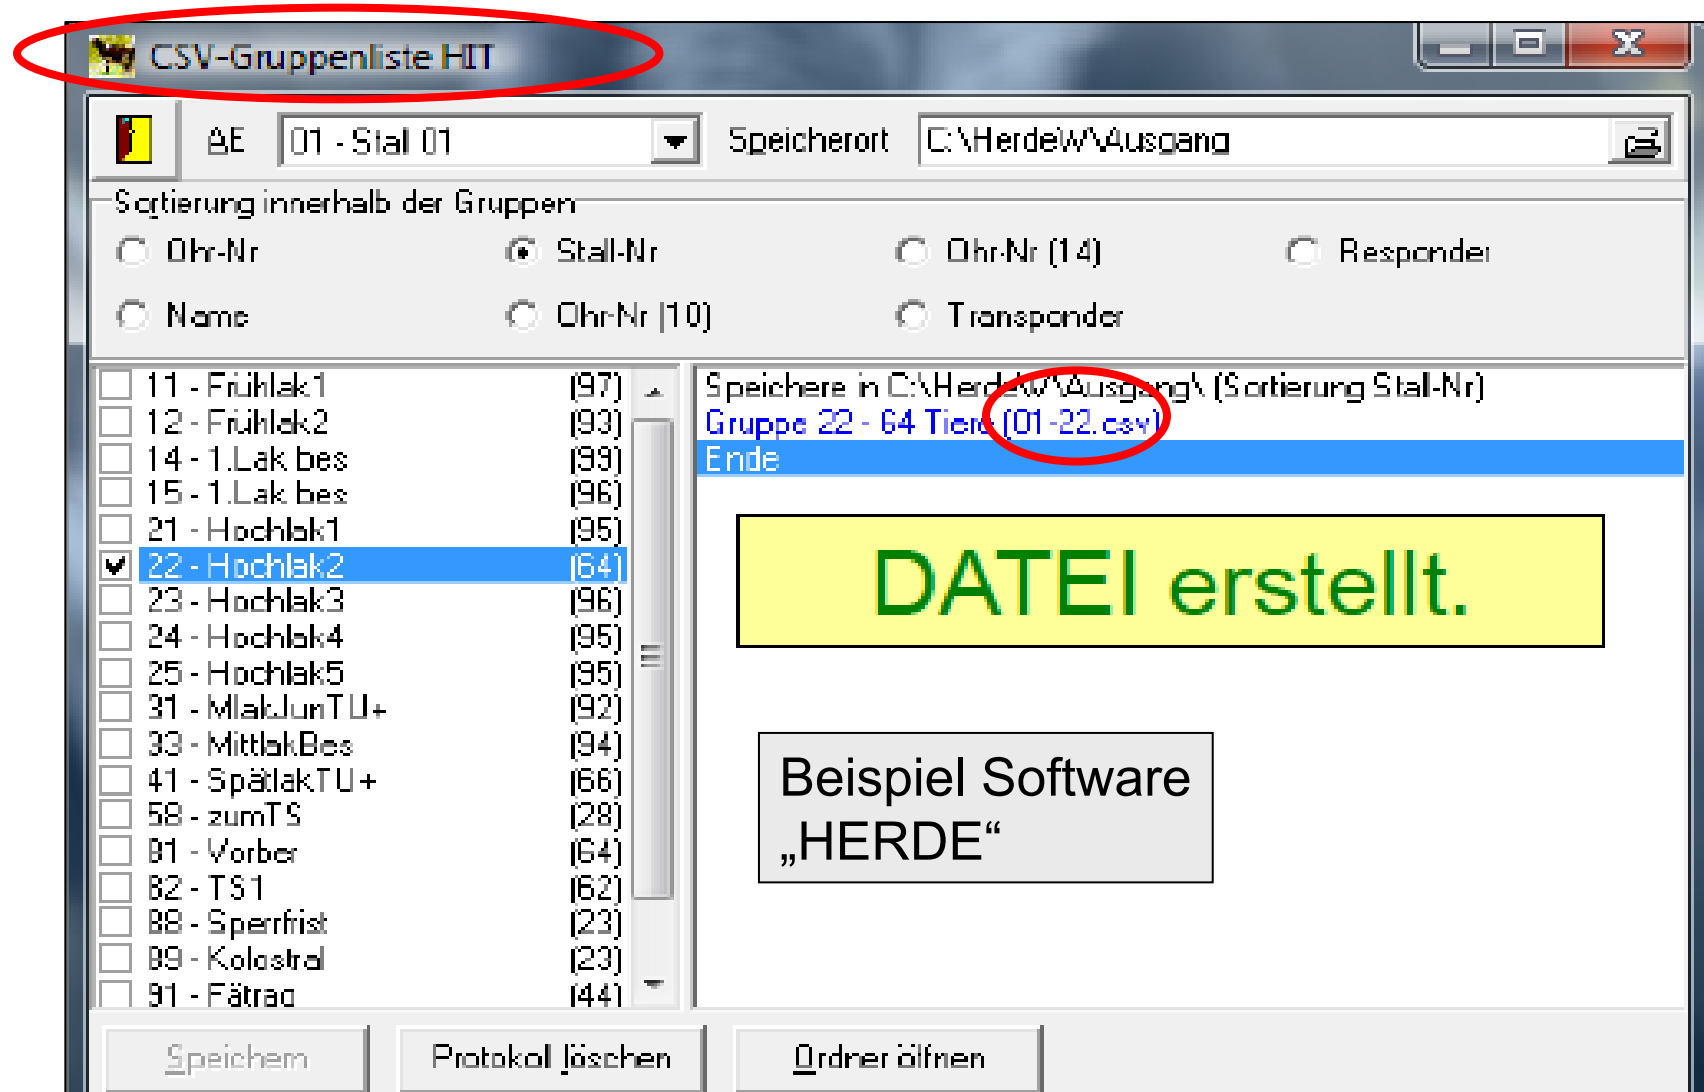 CSV-Gruppenliste HIT
AE 01 - Stall 01 Speicherort C:\HerdeW\Ausgang
Sortierung innerhalb der Gruppen
Ohr-Nr Stall-Nr Ohr-Nr (14) Responder
Name Ohr-Nr (10) Transponder
11 - Frühlak1 (97)
12 - Frühlak2 (93)
14 - 1.Lak bes (99)
15 - 1.Lak bes (96)
21 - Hochlak1 (95)
22 - Hochlak2 (64)
23 - Hochlak3 (96)
24 - Hochlak4 (95)
25 - Hochlak5 (95)
31 - MlakJunTU+ (92)
33 - MittlakBes (94)
41 - SpätlakTU+ (66)
58 - zumTS (28)
81 - Vorber (64)
82 - TS1 (62)
88 - Sperrfrist (23)
89 - Kolostral (23)
91 - Fätrag (44)
Speichere in C:\HerdeW\Ausgang\ (Sortierung Stall-Nr)
Gruppe 22 - 64 Tiere (01-22.csv)
Ende
DATEI erstellt.
Beispiel Software
„HERDE“
Speichern Protokoll löschen Ordner öffnen